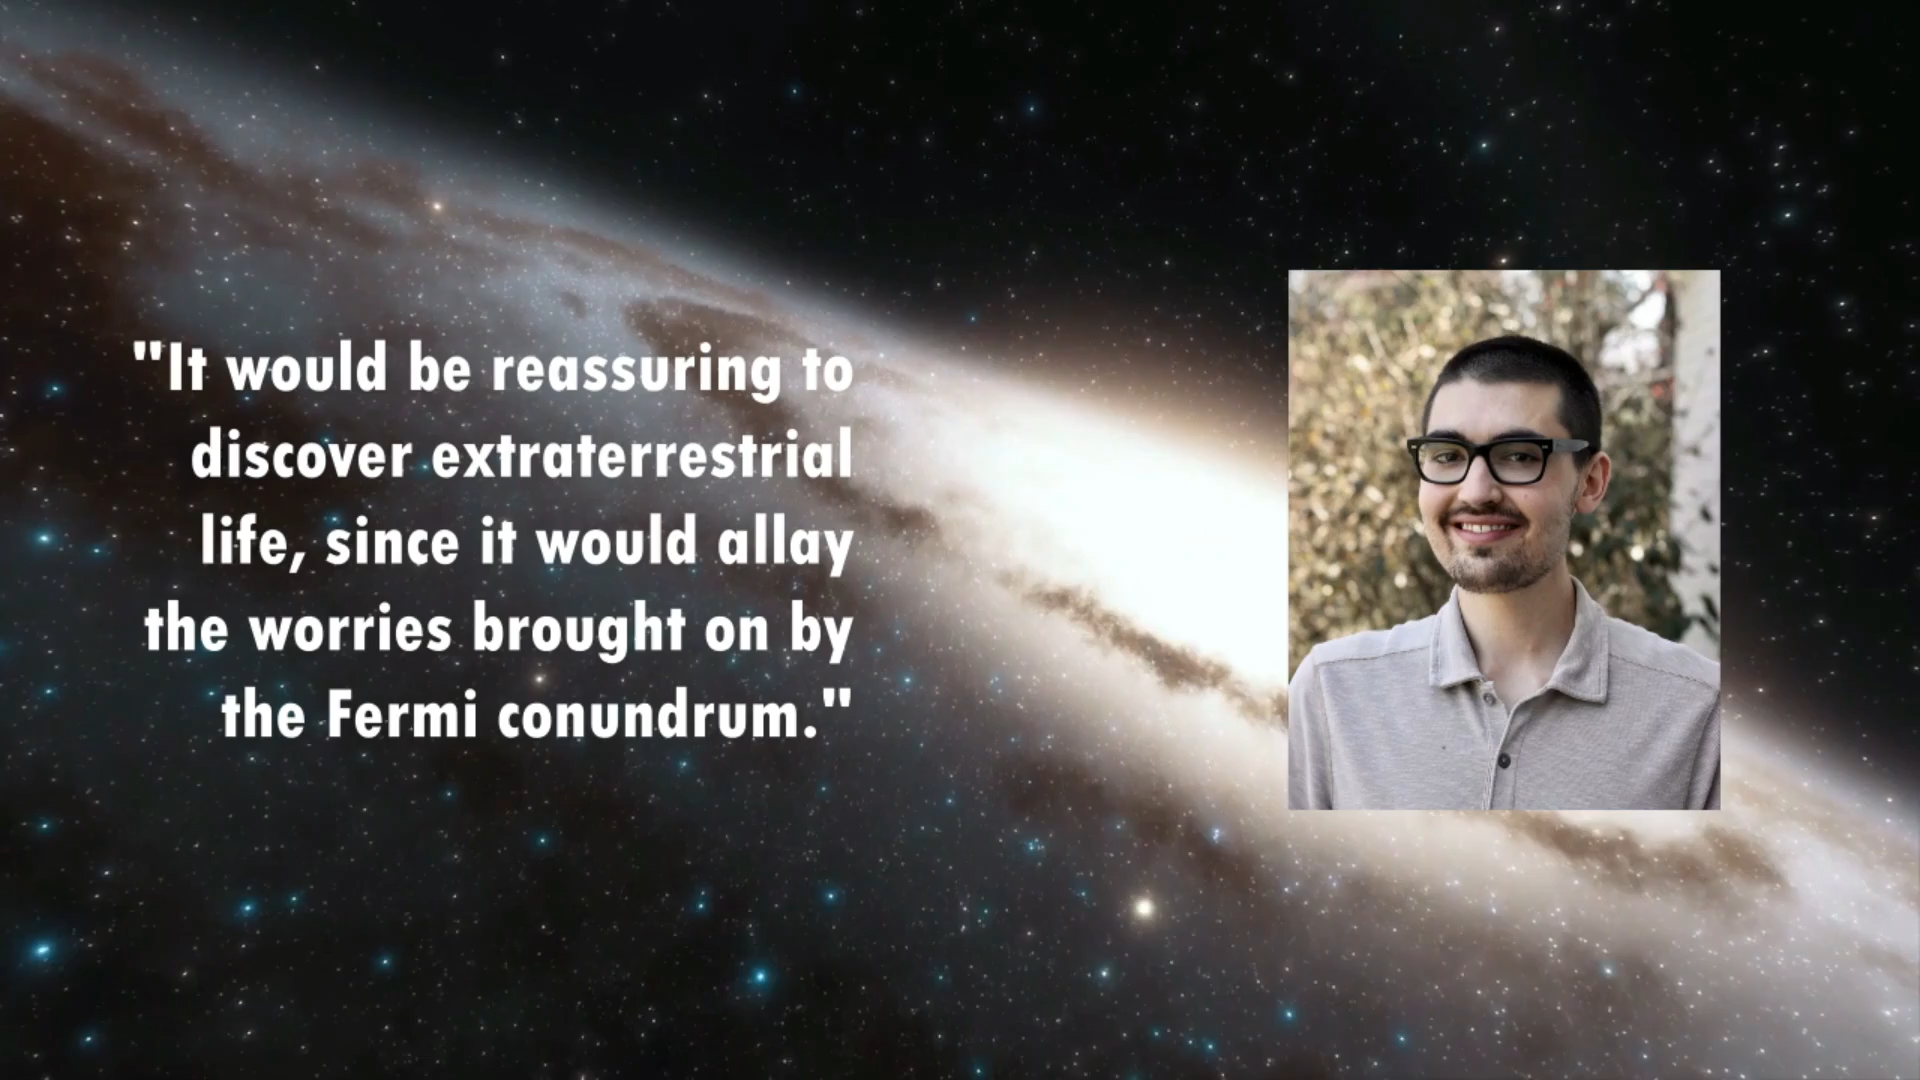 "It would be reassuring to
discover extraterrestrial
life, since it would allay
the worries brought on by
the Fermi conundrum."